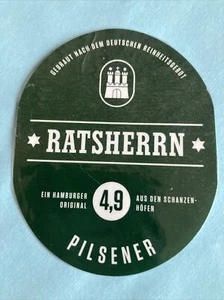 GEBRAUT NACH DEM DEUTSCHEN REINHEITSGEBOT
RATSHERRN
EIN HAMBURGER
ORIGINAL
4,9
AUS DEN SCHANZEN-
HÖFEN
PILSENER